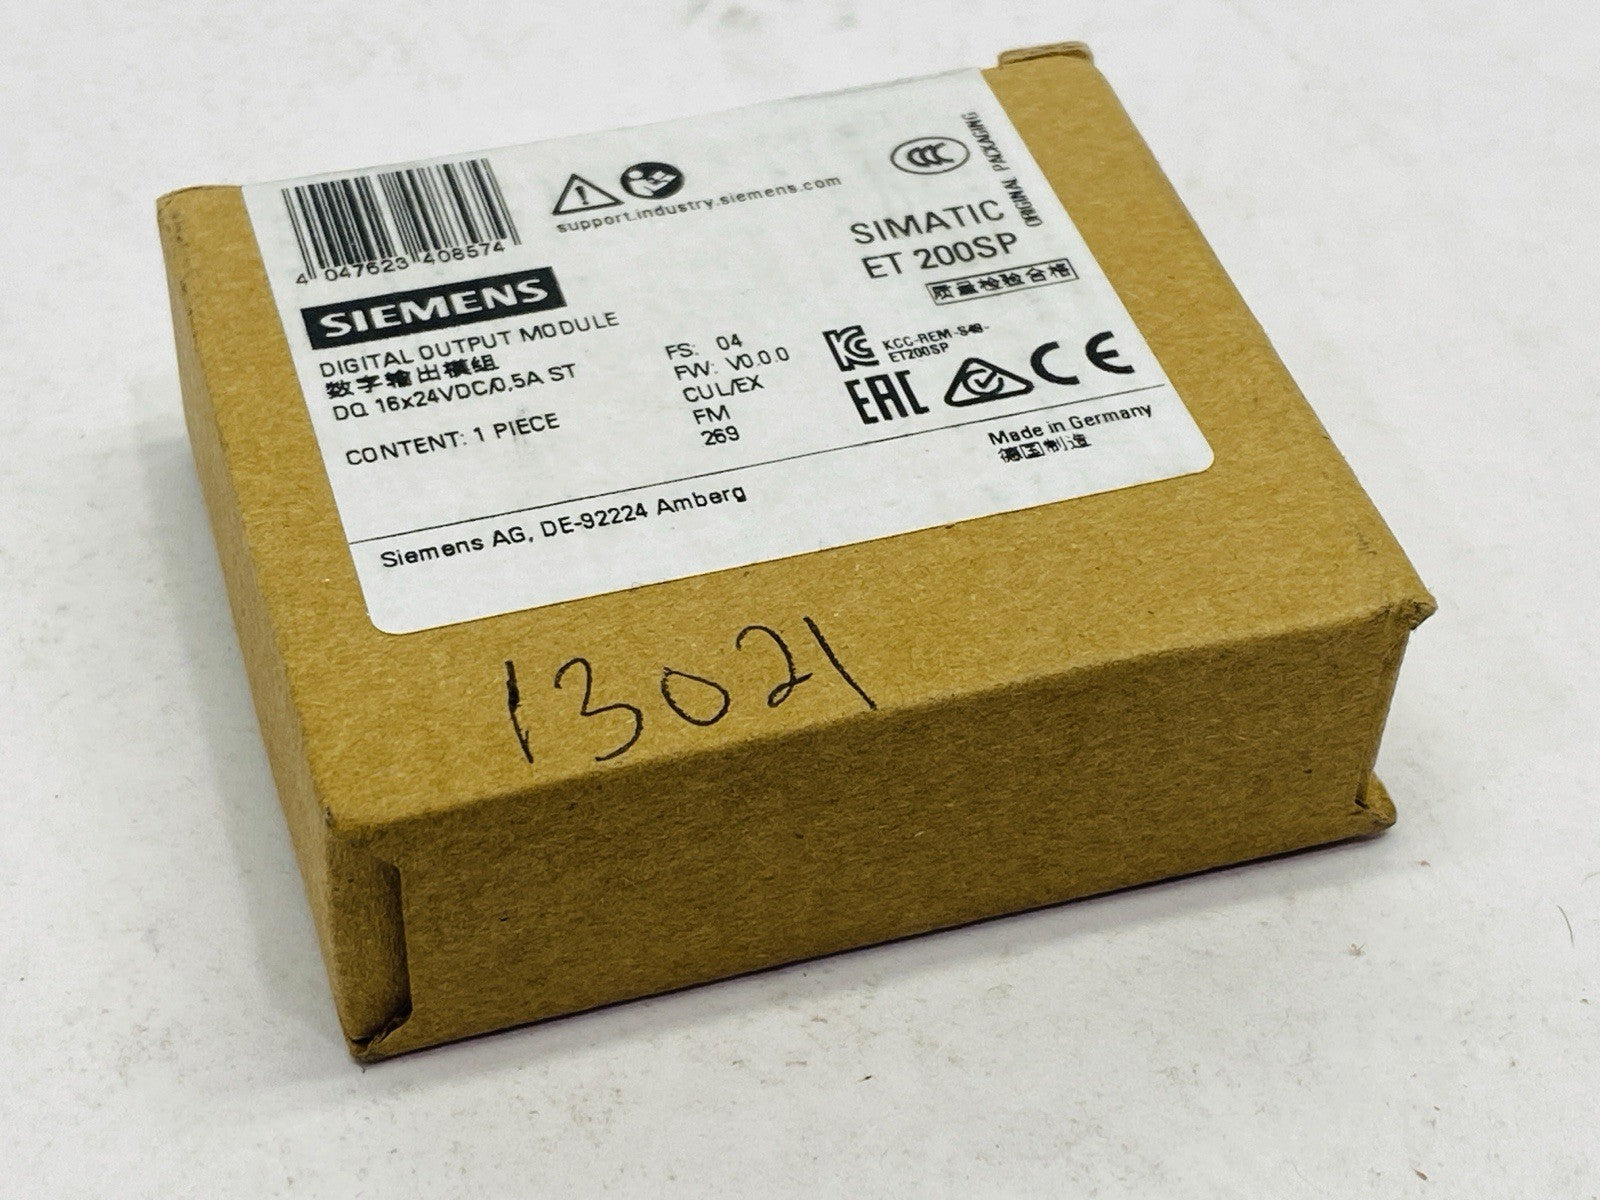 4 047623 408574
support.industry.siemens.com
CCC
ORIGINAL PACKAGING
SIMATIC
ET 200SP
质量检验合格
SIEMENS
DIGITAL OUTPUT MODULE
数字输出模组
DQ 16x24VDC/0,5A ST
CONTENT: 1 PIECE
FS: 04
FW: V0.0.0
CUL/EX
FM
269
KCC-REM-S49-
ET200SP
EAC
CE
Made in Germany
德国制造
Siemens AG, DE-92224 Amberg
13021